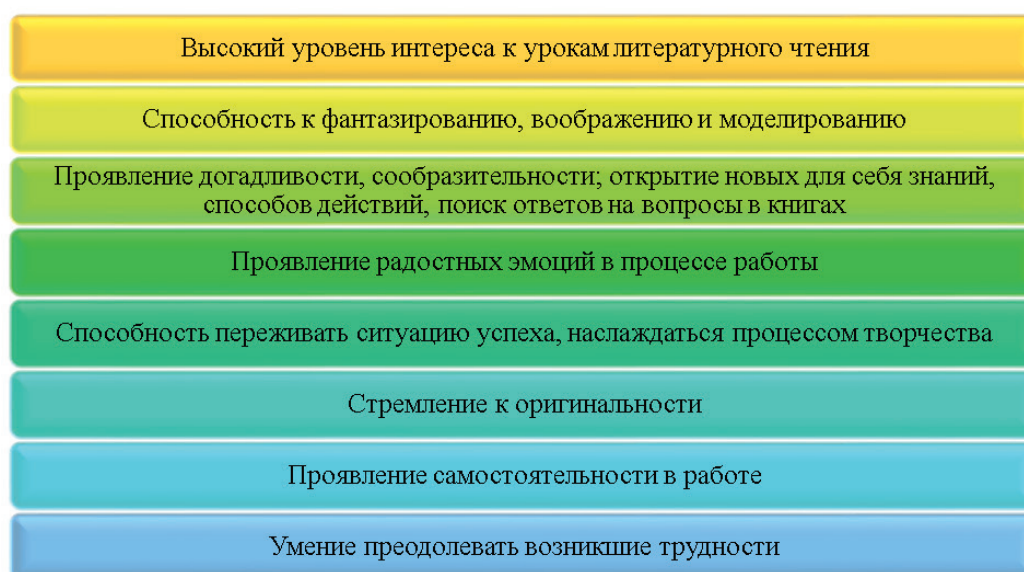 Высокий уровень интереса к урокам литературного чтения
Способность к фантазированию, воображению и моделированию
Проявление догадливости, сообразительности; открытие новых для себя знаний,
способов действий, поиск ответов на вопросы в книгах
Проявление радостных эмоций в процессе работы
Способность переживать ситуацию успеха, наслаждаться процессом творчества
Стремление к оригинальности
Проявление самостоятельности в работе
Умение преодолевать возникшие трудности